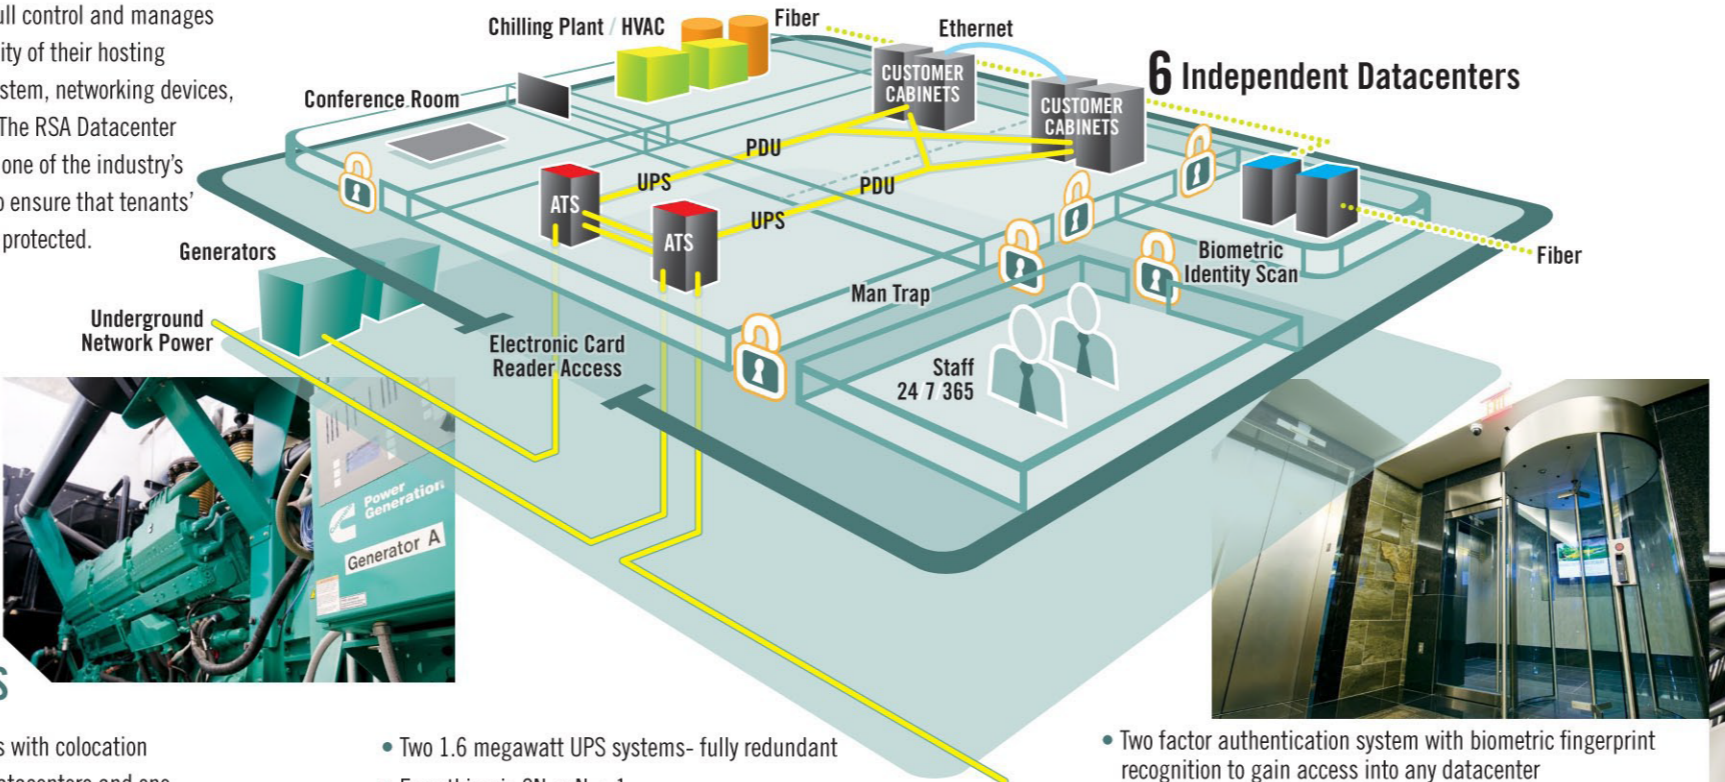 full control and manages
ity of their hosting
stem, networking devices,
The RSA Datacenter
one of the industry's
o ensure that tenants'
protected.
Chilling Plant / HVAC
Fiber
Ethernet
6 Independent Datacenters
Conference Room
CUSTOMER
CABINETS
CUSTOMER
CABINETS
PDU
UPS
PDU
UPS
ATS
ATS
Generators
Underground
Network Power
Electronic Card
Reader Access
Man Trap
Biometric
Identity Scan
Fiber
Staff
24/7/365
Power
Generation
Generator A
EXIT
S
s with colocation
• Two 1.6 megawatt UPS systems- fully redundant
• Two factor authentication system with biometric fingerprint
recognition to gain access into any datacenter